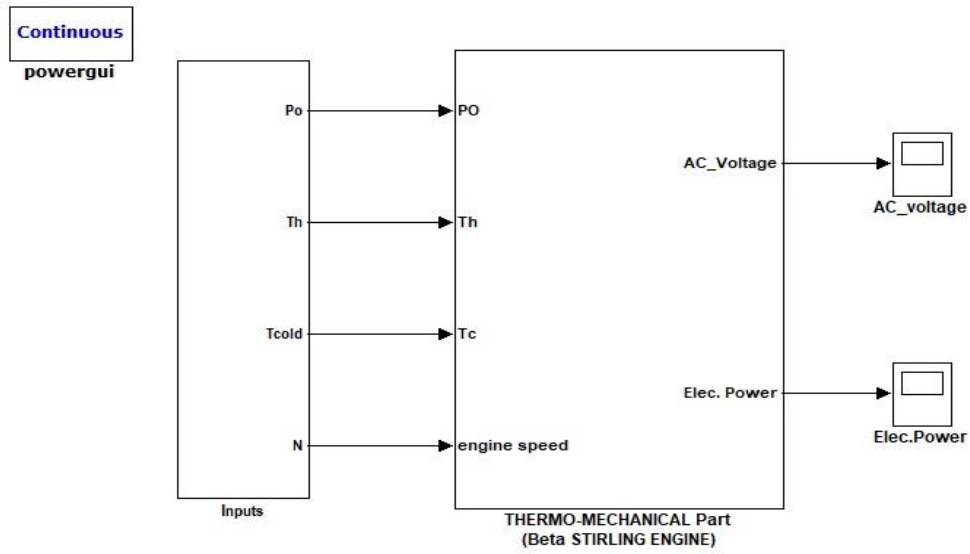 Continuous
powergui
Po
PO
Th
Th
Tcold
Tc
N
engine speed
Inputs
AC_Voltage
AC_voltage
Elec. Power
Elec.Power
THERMO-MECHANICAL Part
(Beta STIRLING ENGINE)